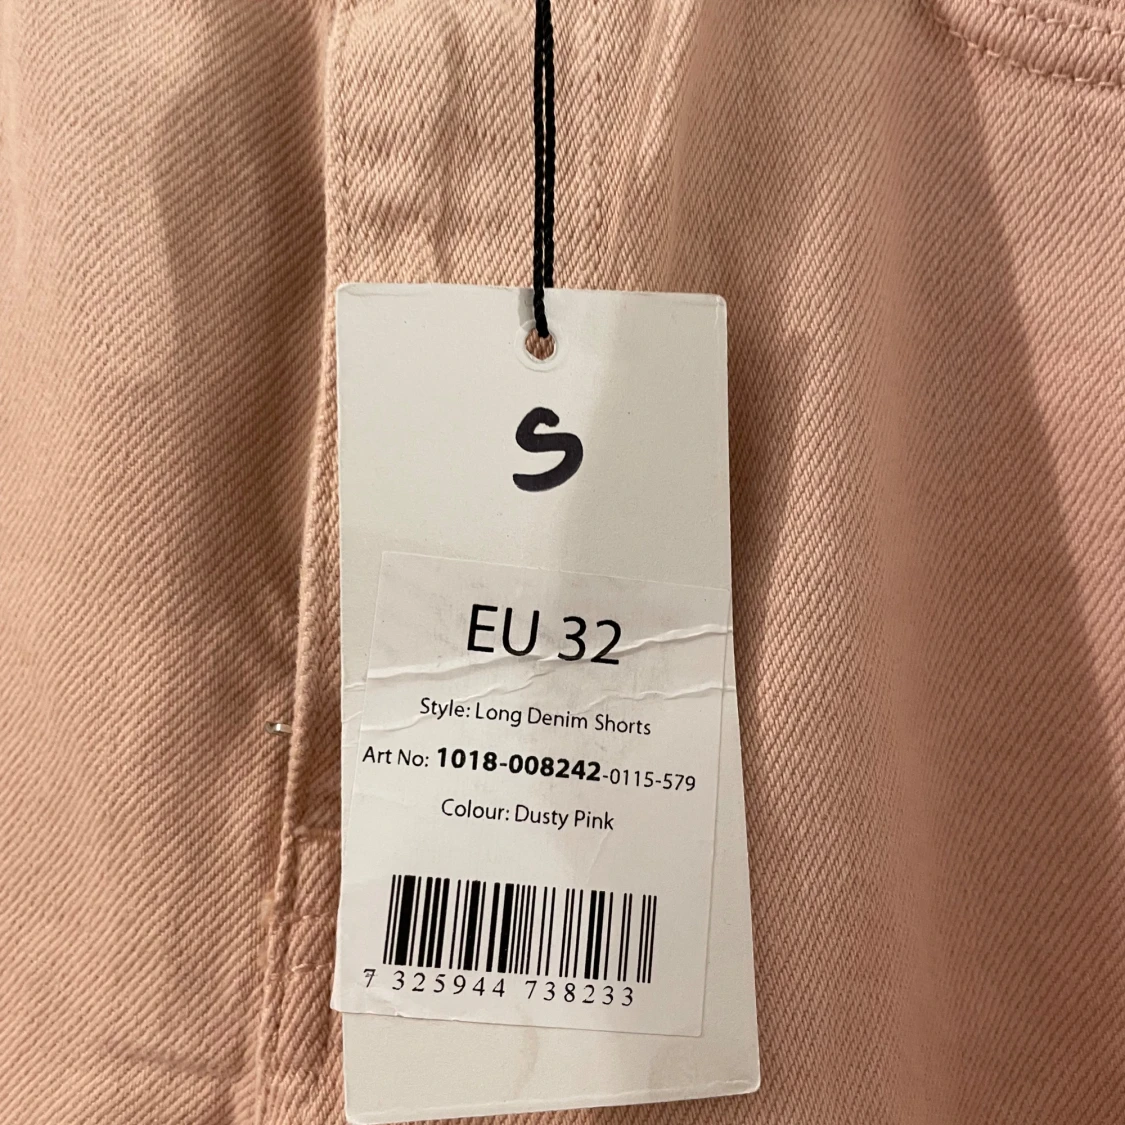 S
EU 32
Style: Long Denim Shorts
Art No: 1018-008242-0115-579
Colour: Dusty Pink
7 325944 738233